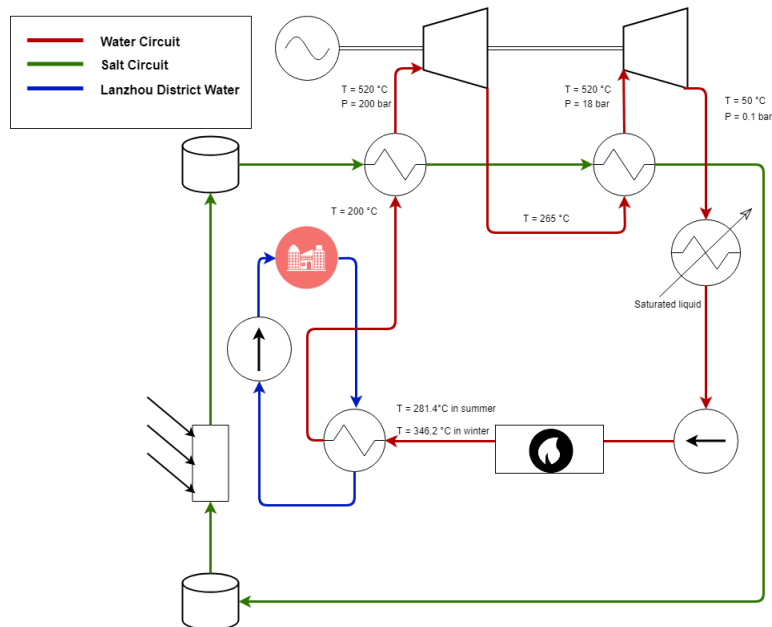 Water Circuit
Salt Circuit
Lanzhou District Water
T = 520 °C
P = 200 bar
T = 520 °C
P = 18 bar
T = 50 °C
P = 0.1 bar
T = 200 °C
T = 265 °C
Saturated liquid
T = 281.4°C in summer
T = 346.2 °C in winter